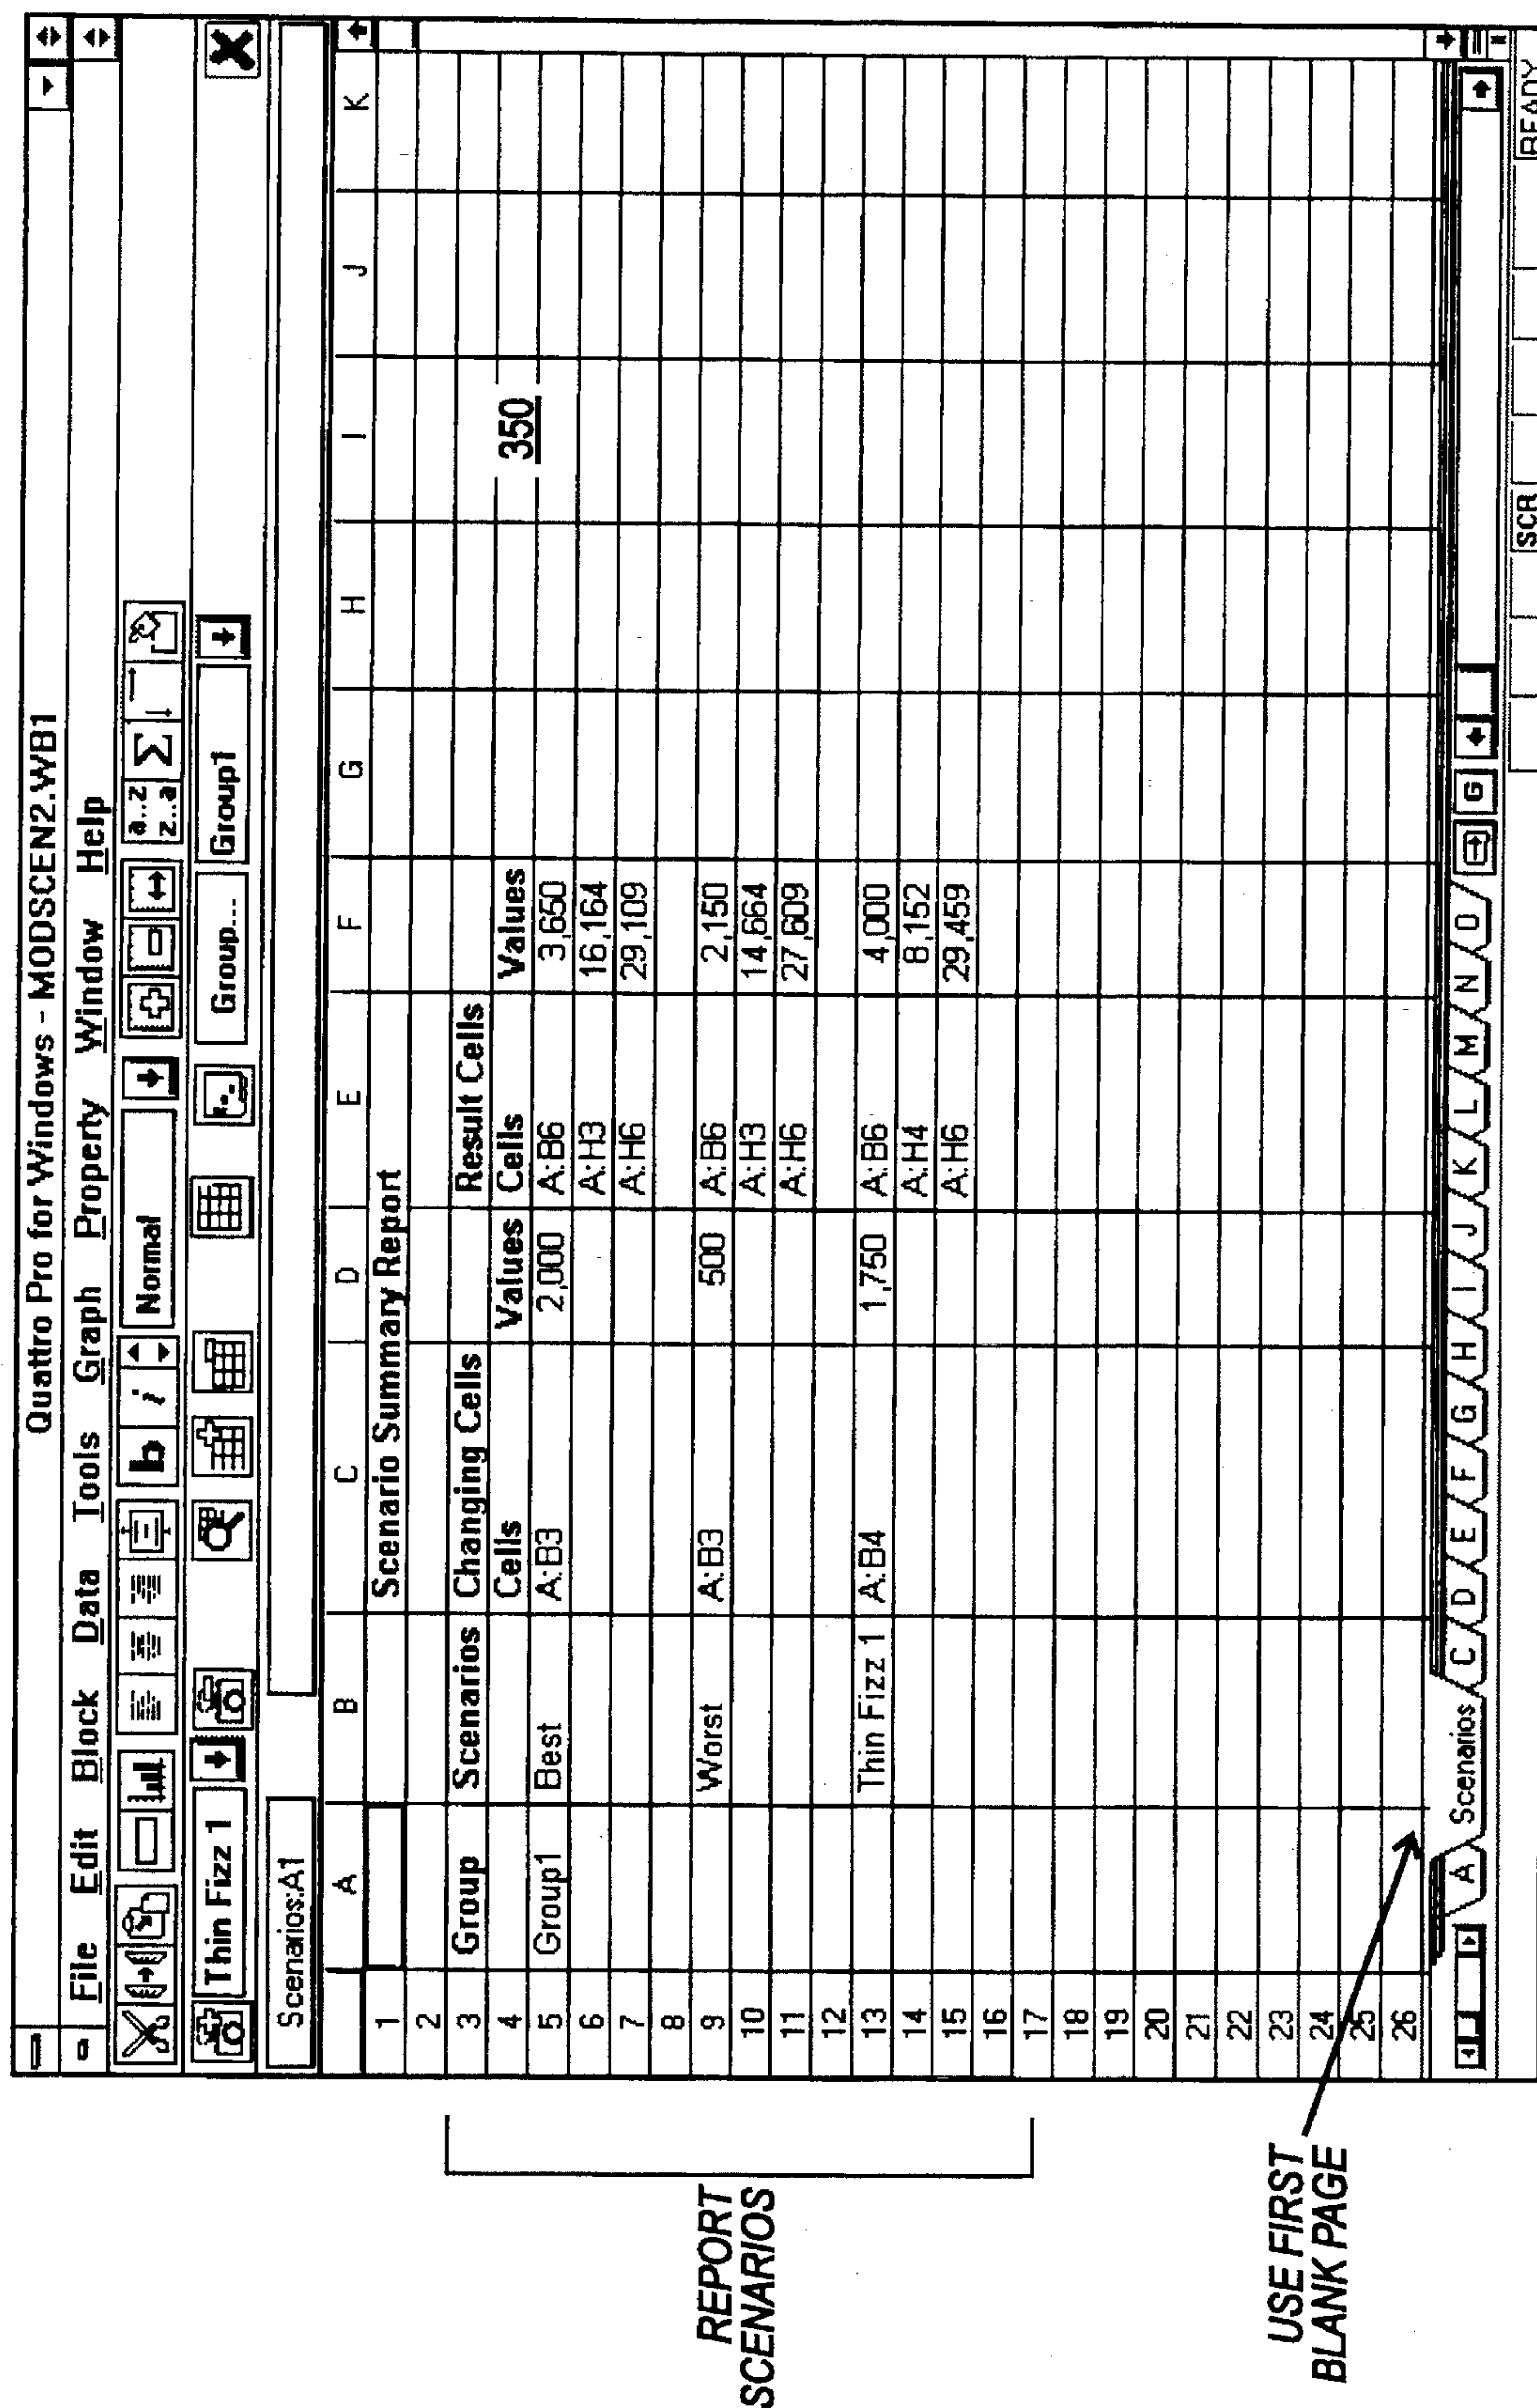 Quattro Pro for Windows - MODSCEN2.WB1
File Edit Block Data Tools Graph Property Window Help
b i Normal a..z z..a Σ
Thin Fizz 1 Group... Group1
Scenarios:A1
A B C D E F G H I J K
1 Scenario Summary Report
2
3 Group Scenarios Changing Cells Result Cells
4 Cells Values Cells Values
5 Group1 Best A:B3 2,000 A:B6 3,650
350
6 A:H3 16,164
7 A:H6 29,109
8
9 Worst A:B3 500 A:B6 2,150
10 A:H3 14,664
11 A:H6 27,609
12
13 Thin Fizz 1 A:B4 1,750 A:B6 4,000
14 A:H4 8,152
15 A:H6 29,459
16
17
18
19
20
21
22
23
24
25
26
A Scenarios C D E F G H I J K L M N O G
SCR READY
REPORT
SCENARIOS
USE FIRST
BLANK PAGE